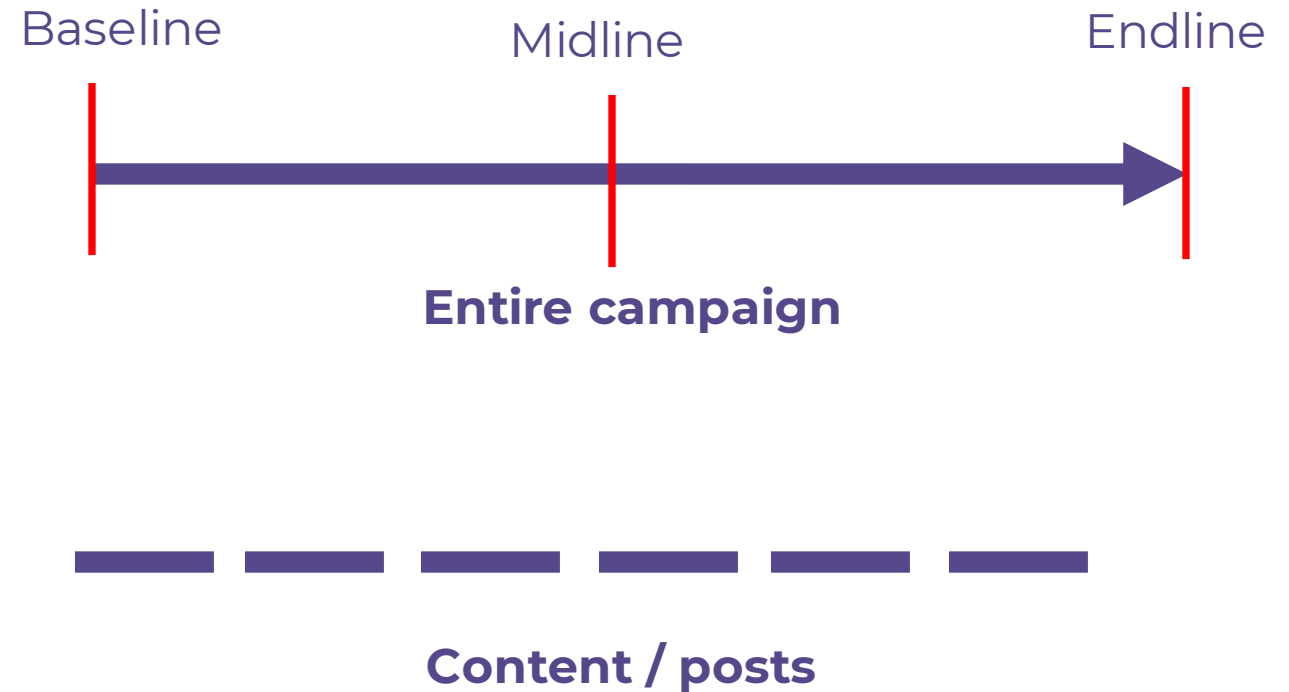 Baseline
Midline
Endline
Entire campaign
Content / posts